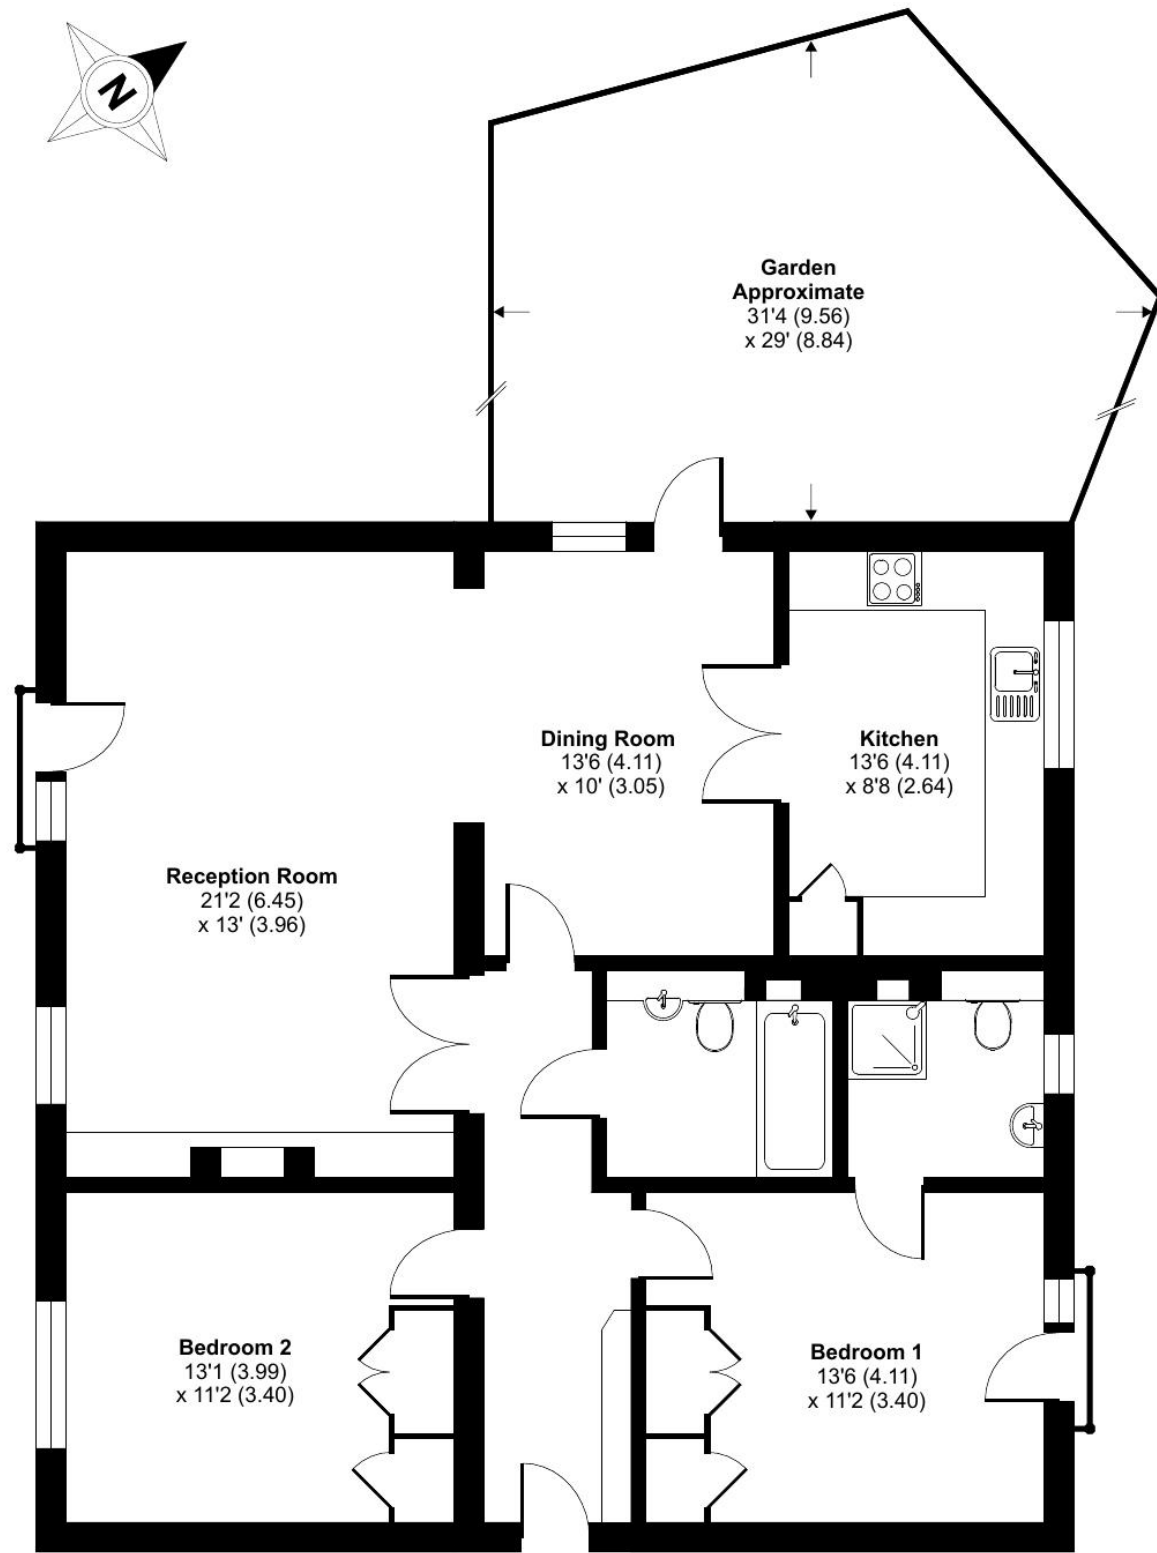 N
Garden
Approximate
31'4 (9.56)
x 29' (8.84)
Dining Room
13'6 (4.11)
x 10' (3.05)
Kitchen
13'6 (4.11)
x 8'8 (2.64)
Reception Room
21'2 (6.45)
x 13' (3.96)
Bedroom 2
13'1 (3.99)
x 11'2 (3.40)
Bedroom 1
13'6 (4.11)
x 11'2 (3.40)